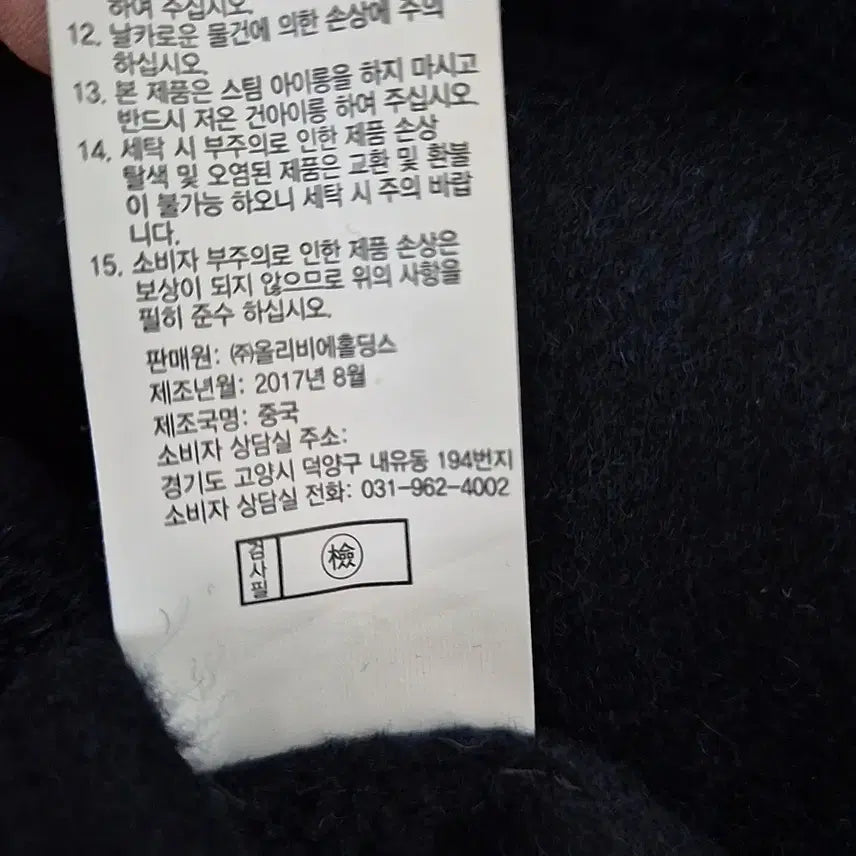 하여 주십시오.
12. 날카로운 물건에 의한 손상에 주의
하십시오.
13. 본 제품은 스팀 아이롱을 하지 마시고
반드시 저온 건아이롱 하여 주십시오.
14. 세탁 시 부주의로 인한 제품 손상
탈색 및 오염된 제품은 교환 및 환불
이 불가능 하오니 세탁 시 주의 바랍
니다.
15. 소비자 부주의로 인한 제품 손상은
보상이 되지 않으므로 위의 사항을
필히 준수 하십시오.
판매원: ㈜올리비에홀딩스
제조년월: 2017년 8월
제조국명: 중국
소비자 상담실 주소:
경기도 고양시 덕양구 내유동 194번지
소비자 상담실 전화: 031-962-4002
검사필
檢